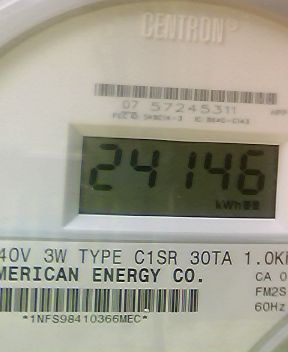 CENTRON®
07 57245311
24146
kWh
40V 3W TYPE C1SR 30TA 1.0K
MERICAN ENERGY CO.
CA 0
FM2S
60Hz
*1NFS98410366MEC*